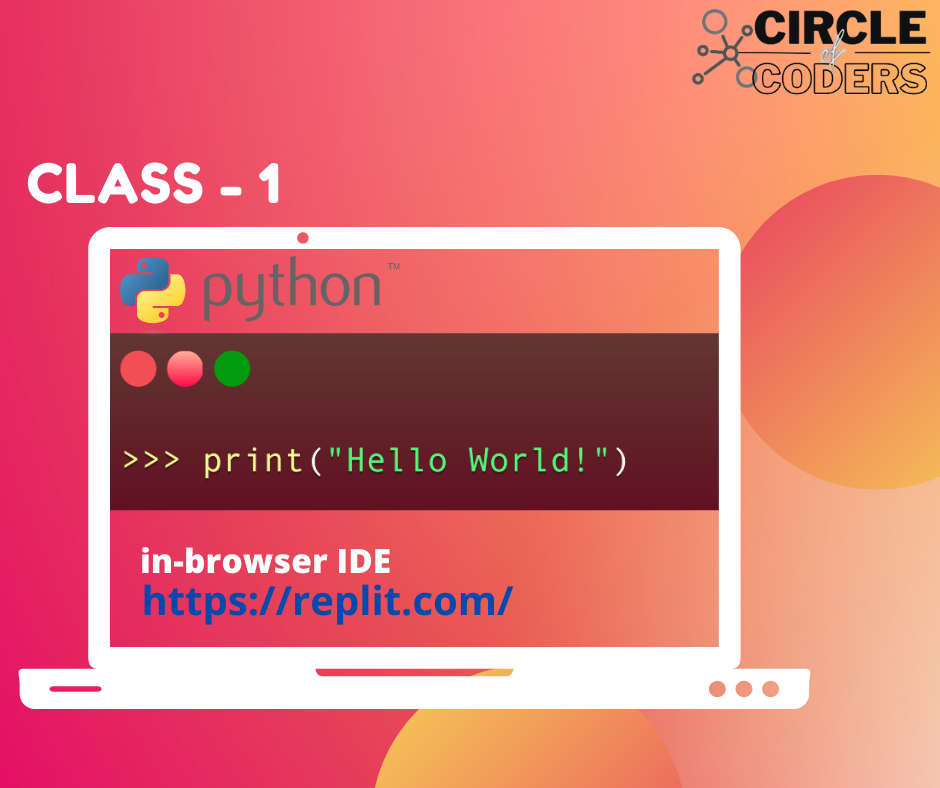 CIRCLE
of
CODERS
CLASS - 1
python™
>>> print("Hello World!")
in-browser IDE
https://replit.com/